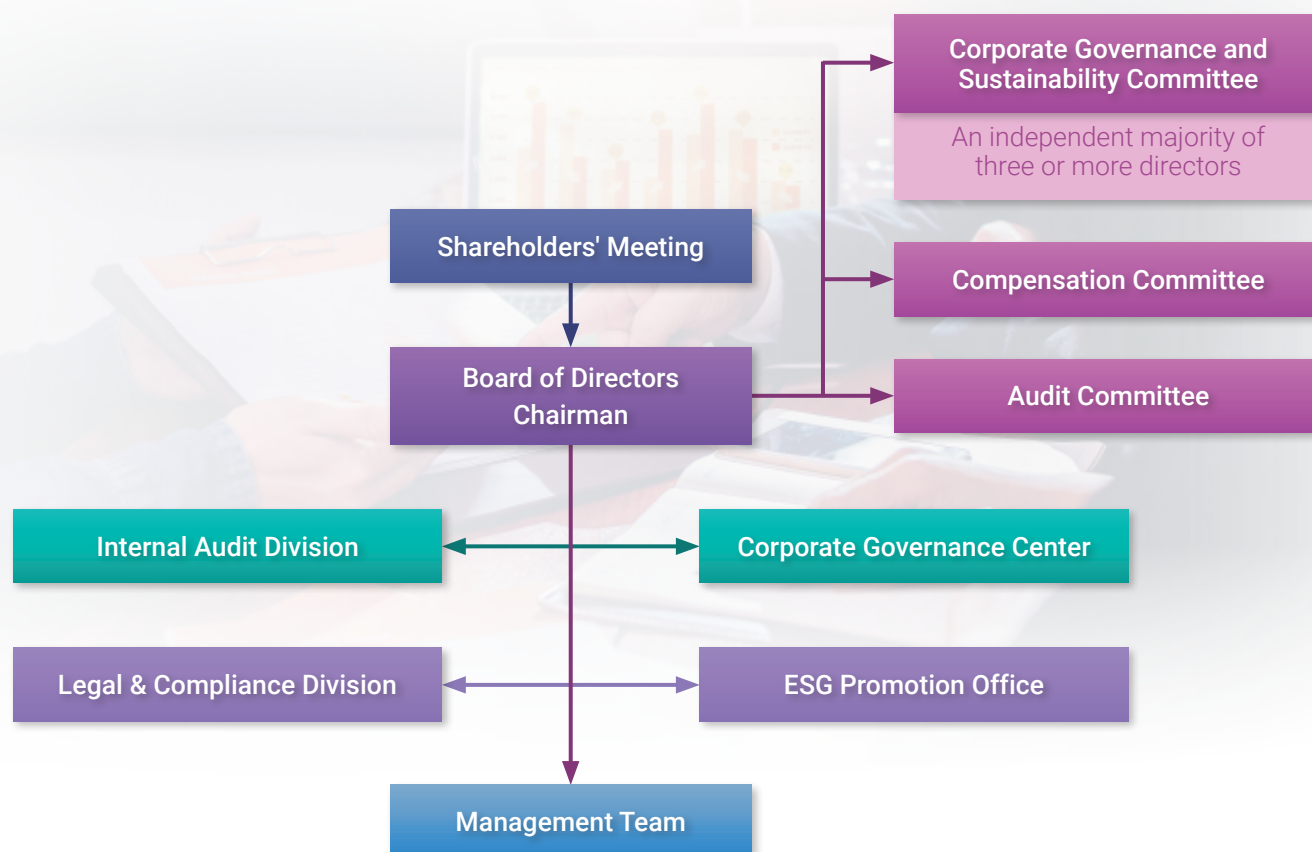 Corporate Governance and
Sustainability Committee
An independent majority of
three or more directors
Shareholders' Meeting
Compensation Committee
Board of Directors
Chairman
Audit Committee
Internal Audit Division
Corporate Governance Center
Legal & Compliance Division
ESG Promotion Office
Management Team